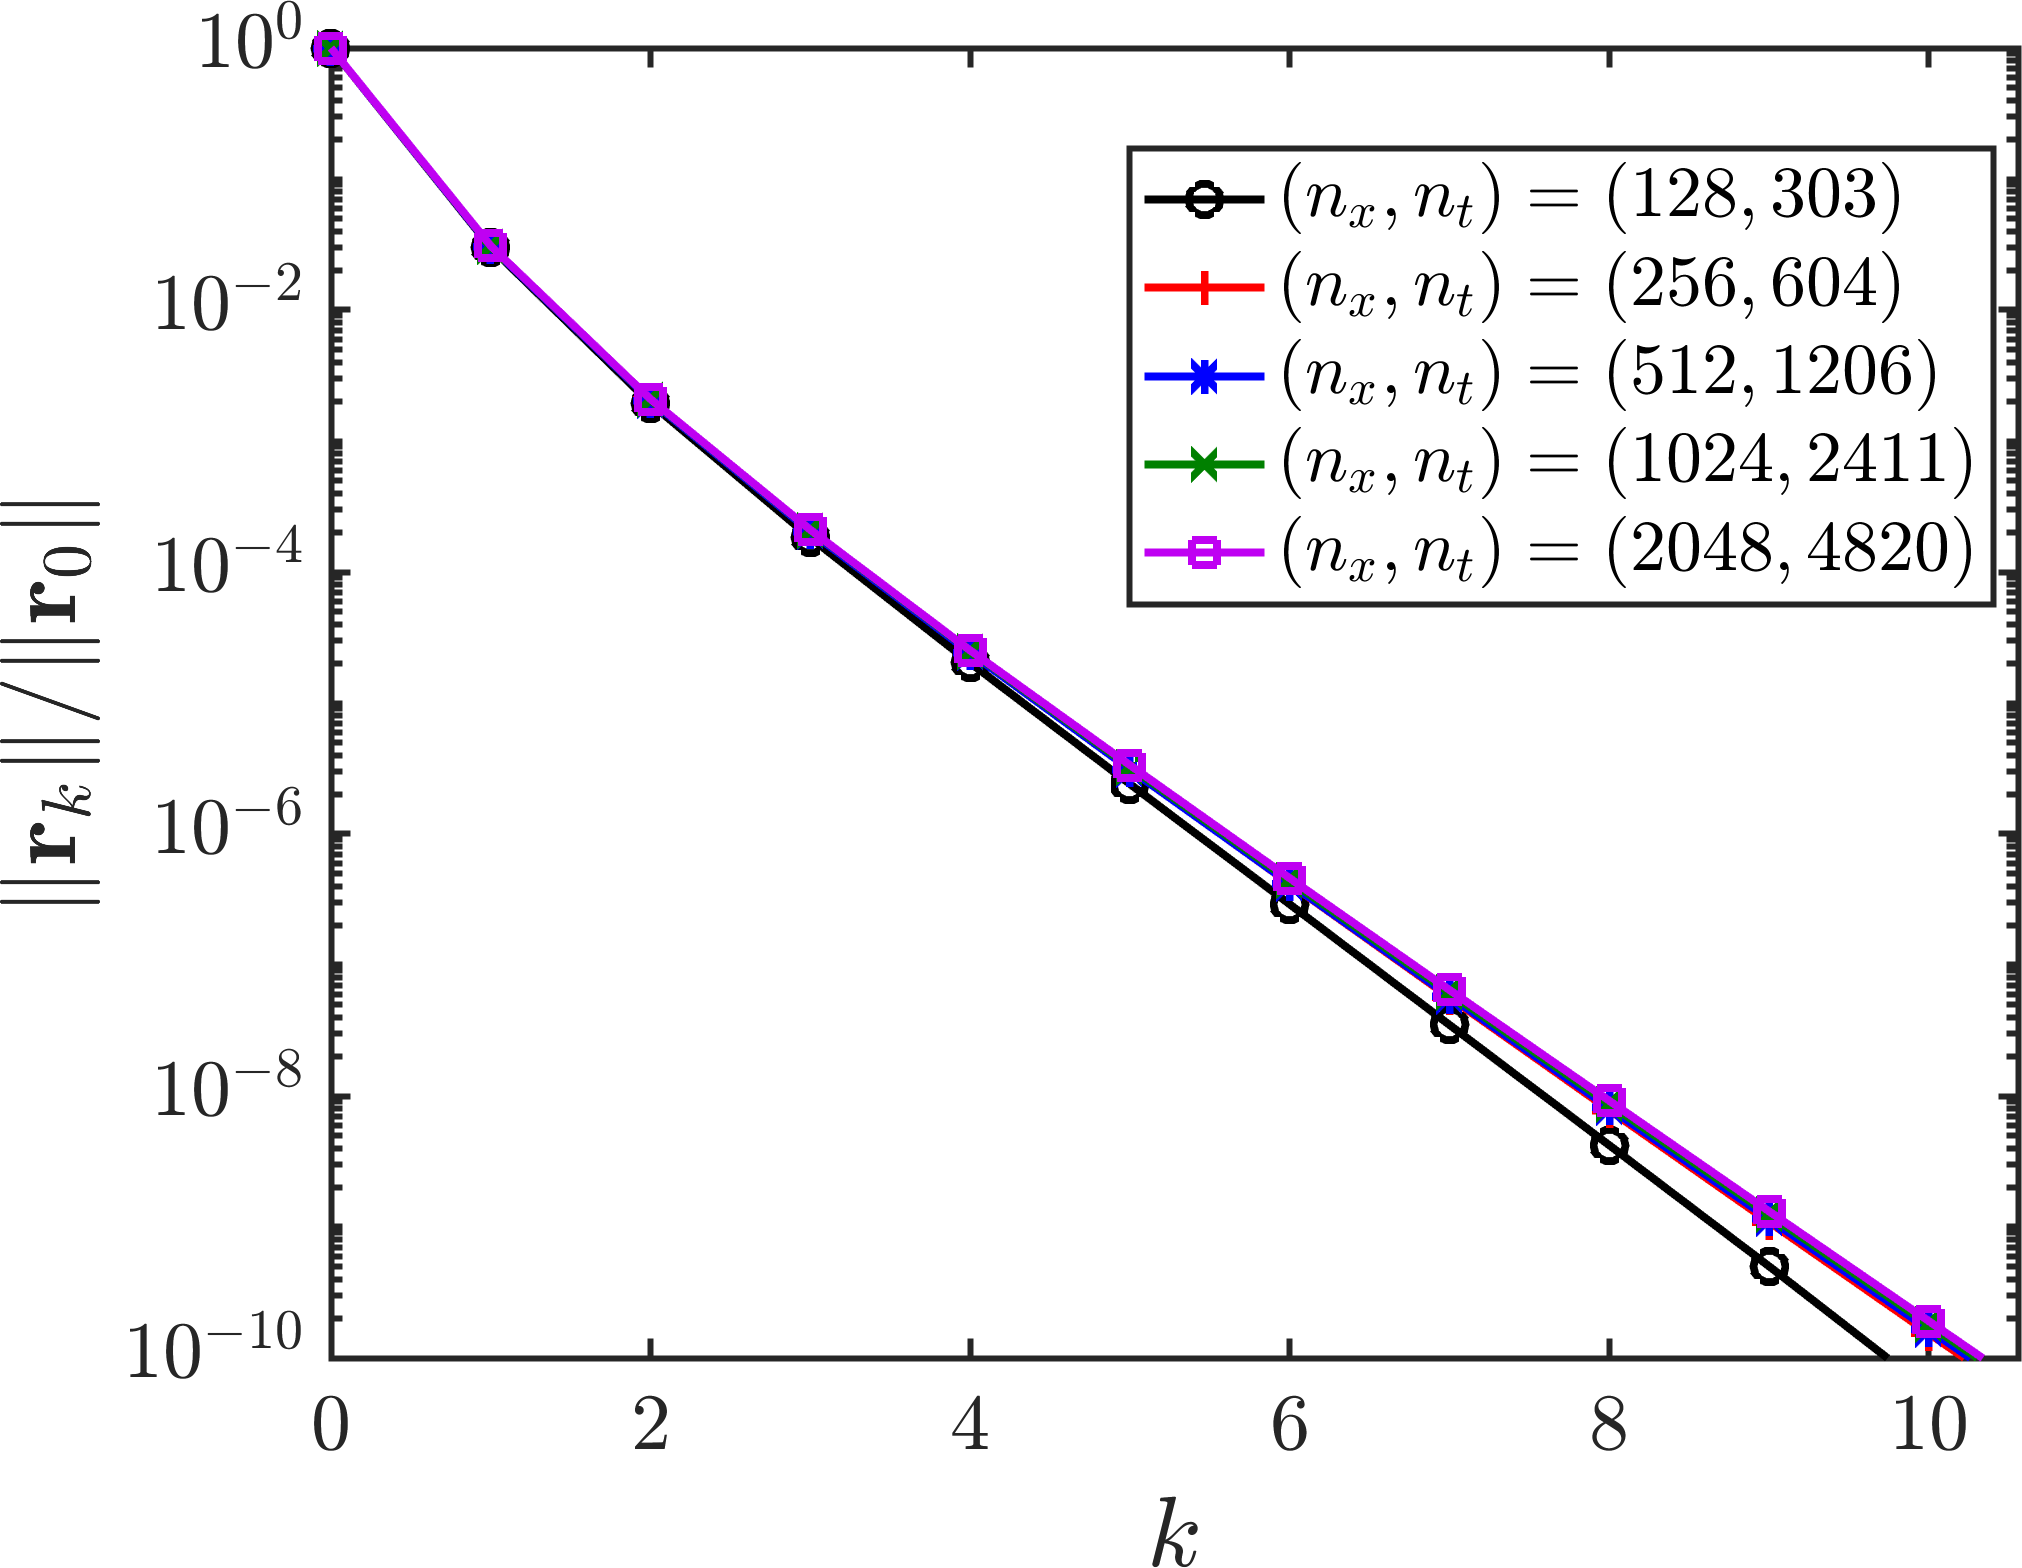 10^0
10^{-2}
10^{-4}
10^{-6}
10^{-8}
10^{-10}
‖r_k‖/‖r_0‖
(n_x, n_t) = (128, 303)
(n_x, n_t) = (256, 604)
(n_x, n_t) = (512, 1206)
(n_x, n_t) = (1024, 2411)
(n_x, n_t) = (2048, 4820)
0 2 4 6 8 10
k